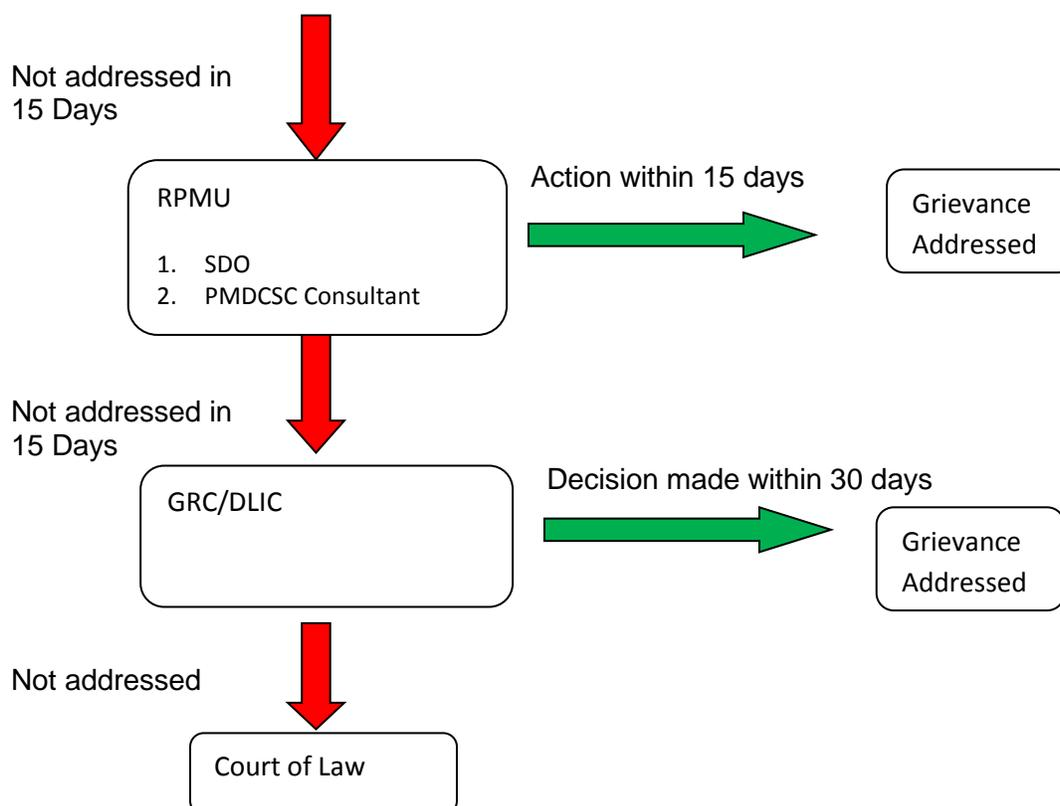 Not addressed in
15 Days
Action within 15 days
RPMU
1. SDO
2. PMDCSC Consultant
Grievance
Addressed
Not addressed in
15 Days
Decision made within 30 days
GRC/DLIC
Grievance
Addressed
Not addressed
Court of Law